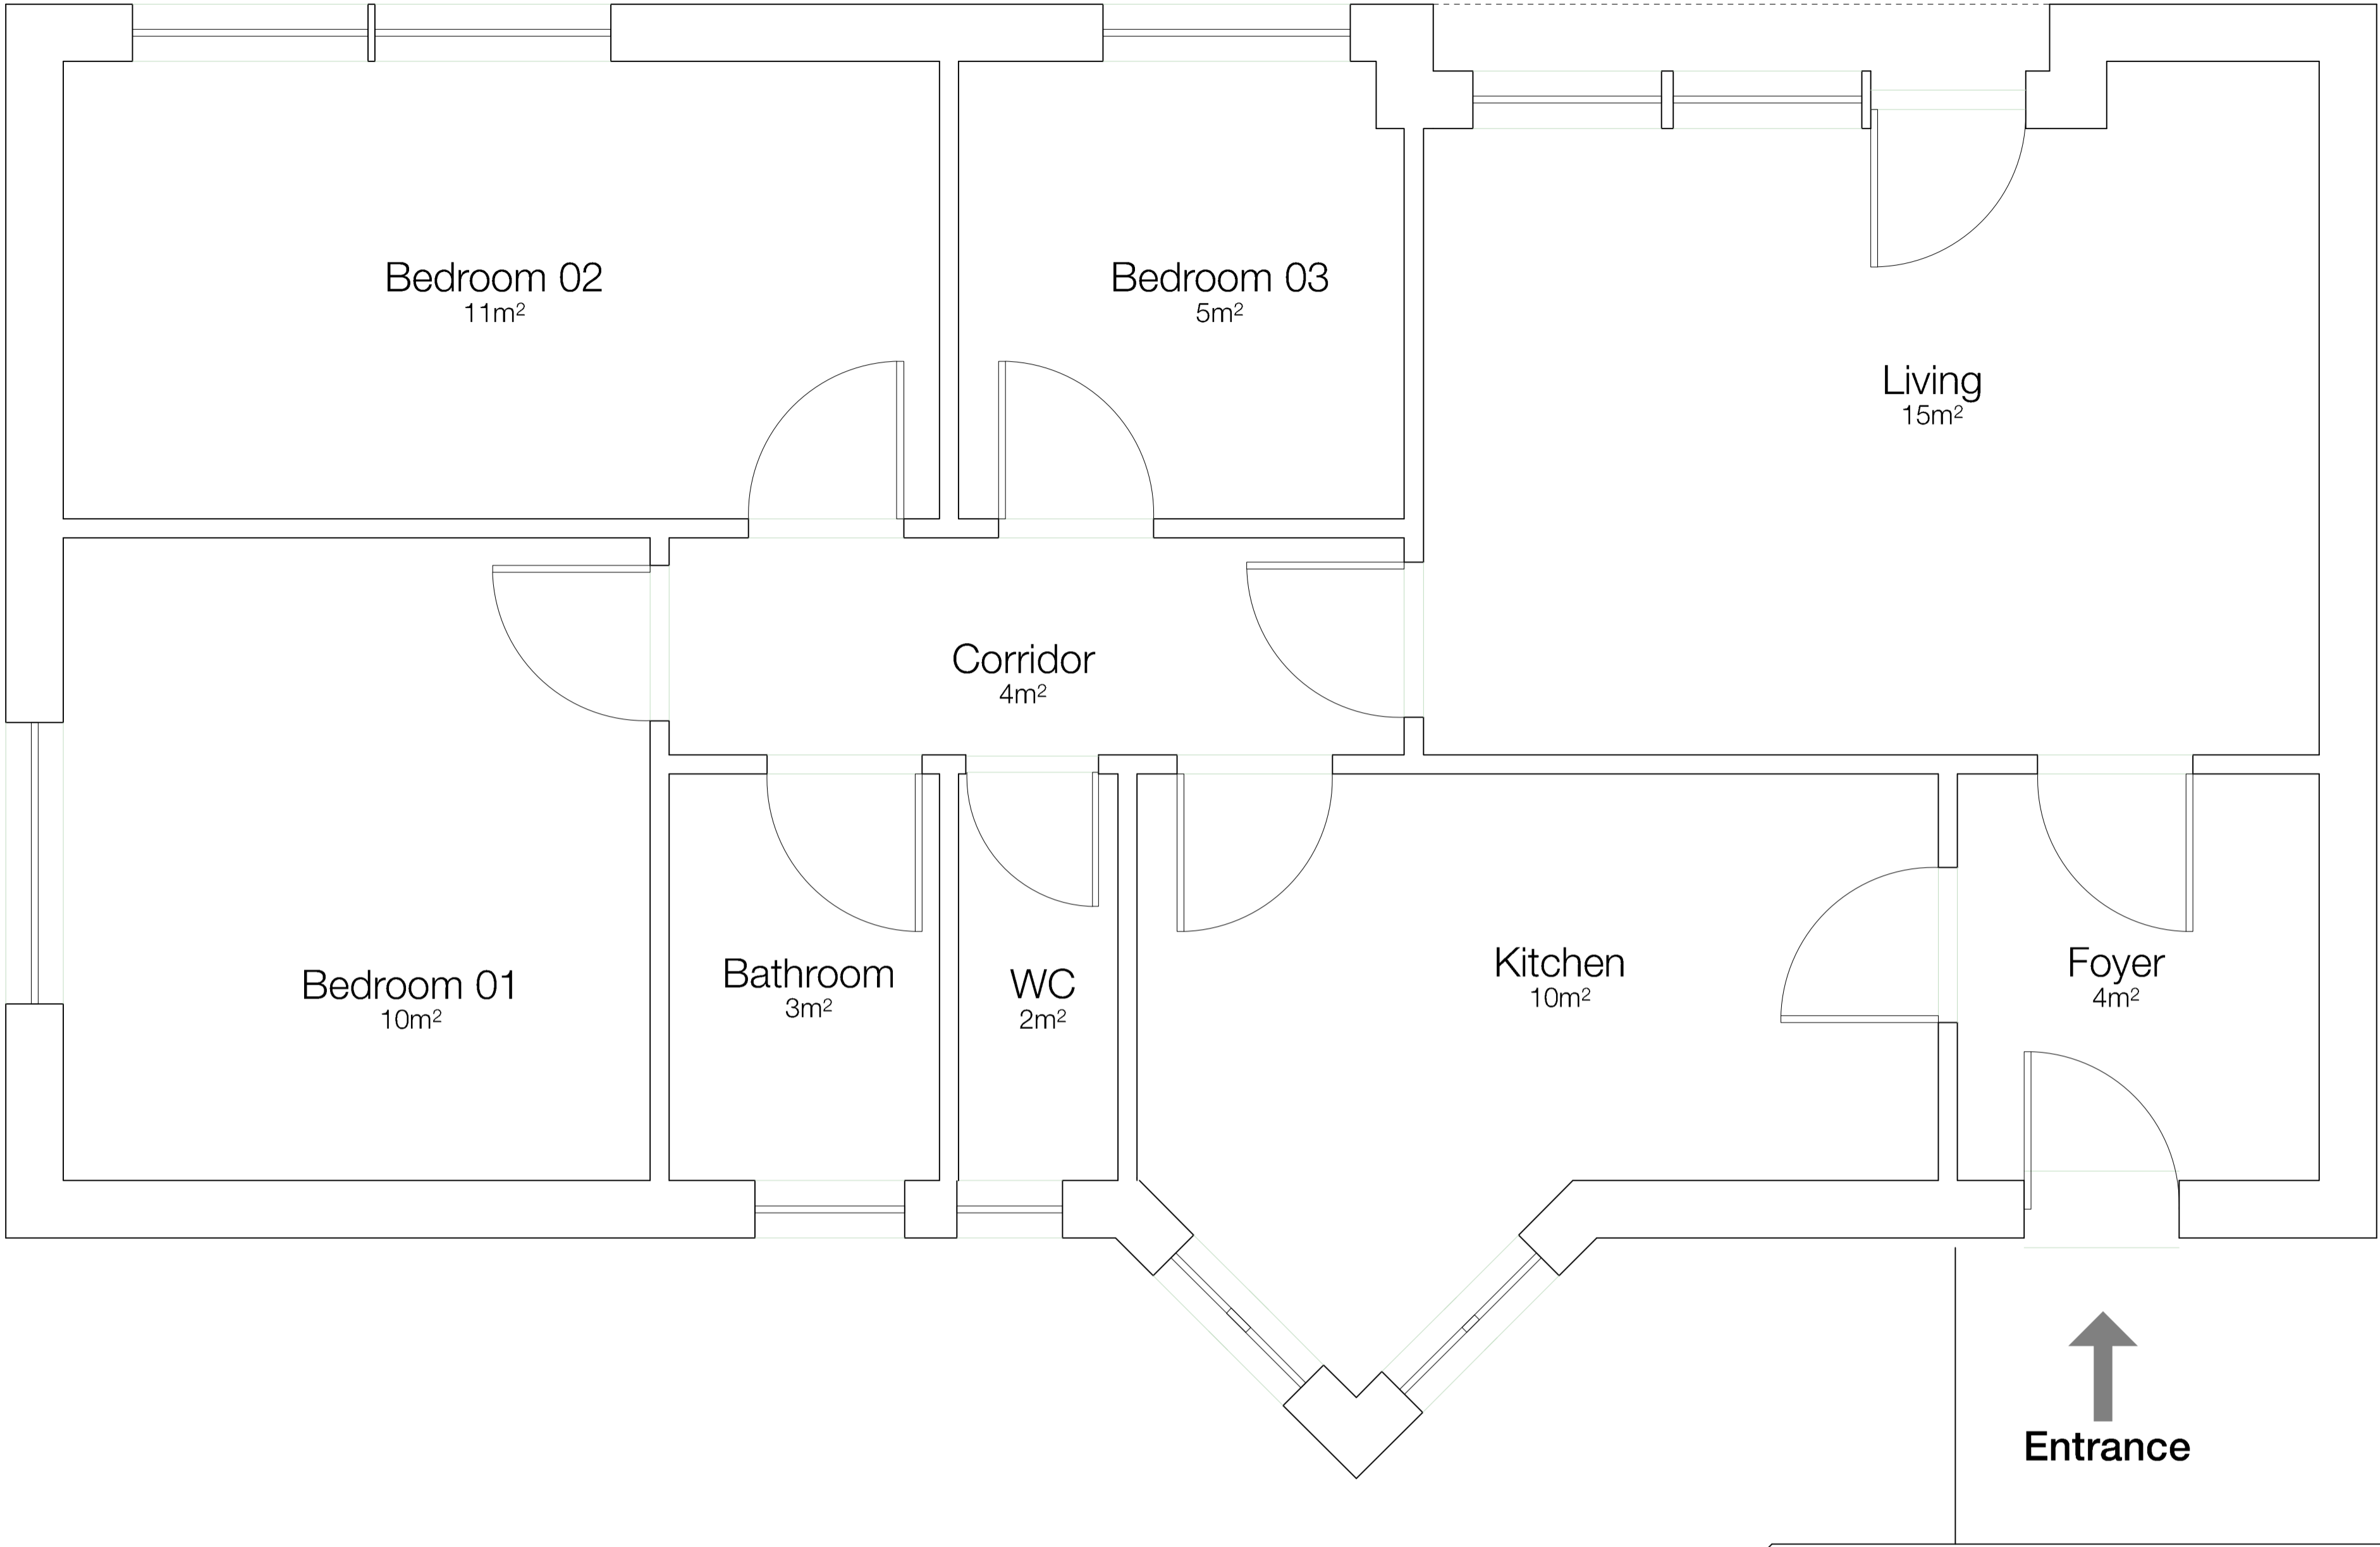 Bedroom 02
11m²
Bedroom 03
5m²
Living
15m²
Corridor
4m²
Bedroom 01
10m²
Bathroom
3m²
WC
2m²
Kitchen
10m²
Foyer
4m²
Entrance